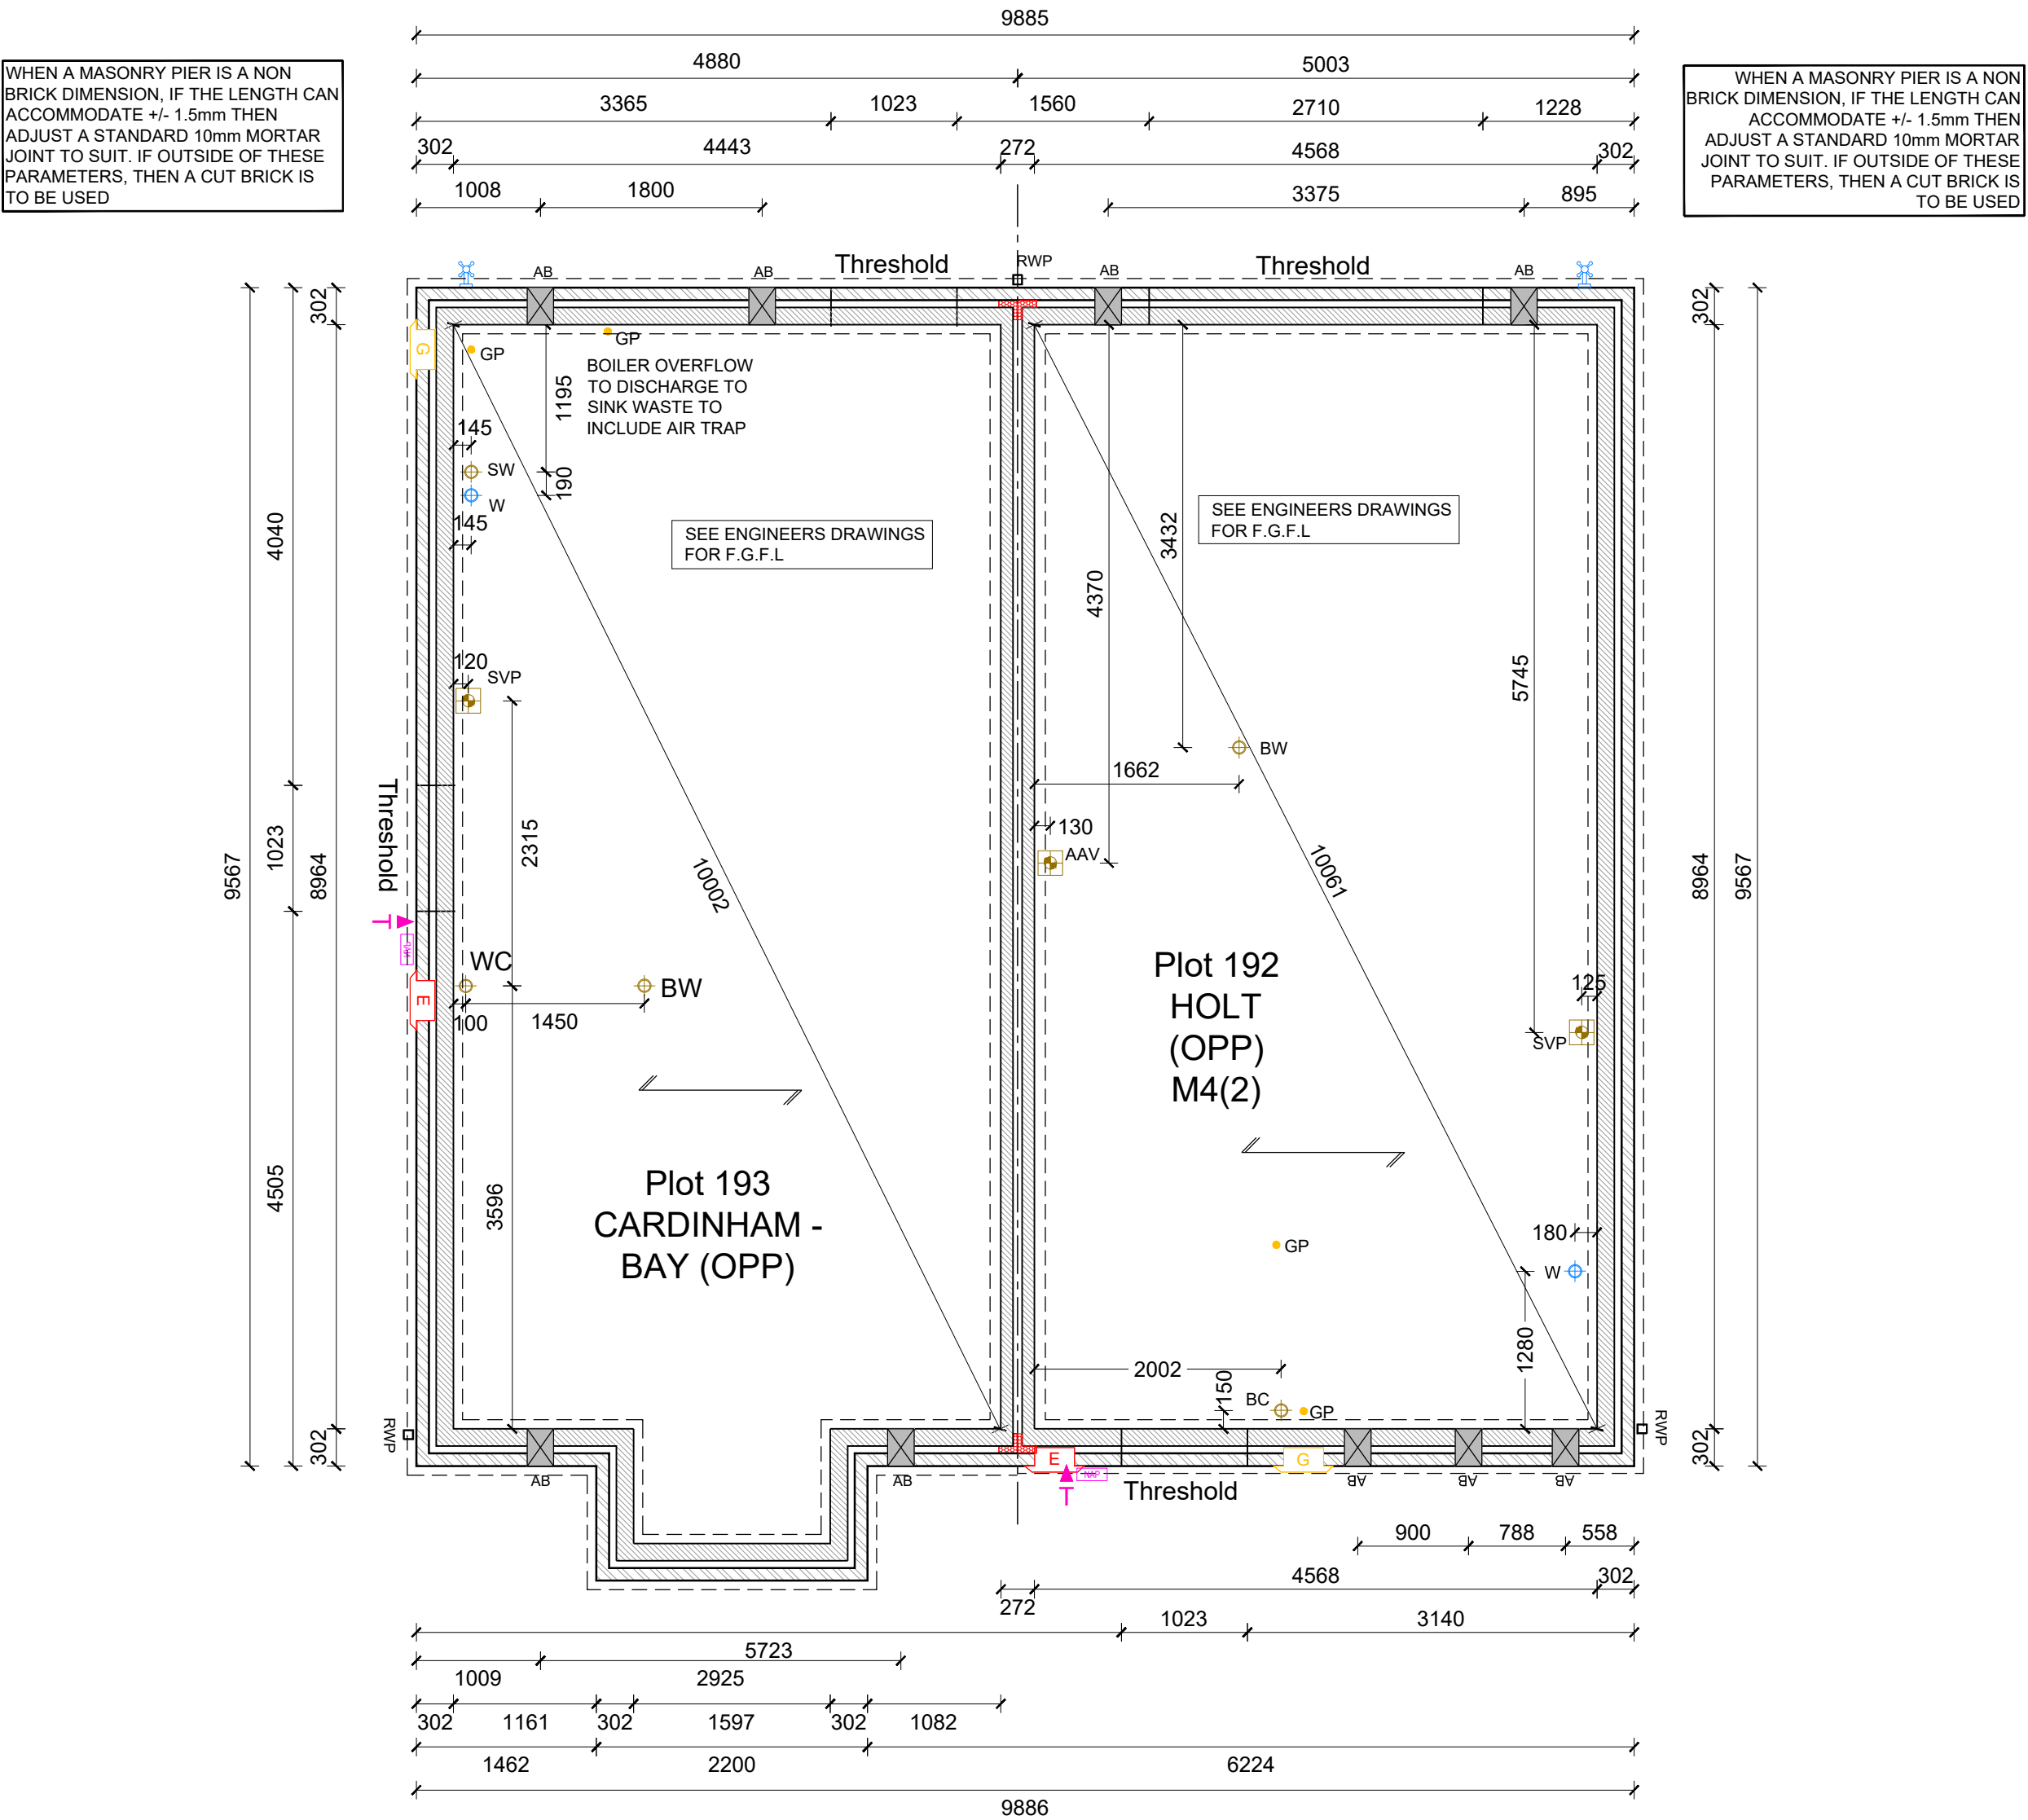 9885
4880
5003
3365
1023
1560
2710
1228
302
4443
272
4568
302
1008
1800
3375
895
WHEN A MASONRY PIER IS A NON
BRICK DIMENSION, IF THE LENGTH CAN
ACCOMMODATE +/- 1.5mm THEN
ADJUST A STANDARD 10mm MORTAR
JOINT TO SUIT. IF OUTSIDE OF THESE
PARAMETERS, THEN A CUT BRICK IS
TO BE USED
WHEN A MASONRY PIER IS A NON
BRICK DIMENSION, IF THE LENGTH CAN
ACCOMMODATE +/- 1.5mm THEN
ADJUST A STANDARD 10mm MORTAR
JOINT TO SUIT. IF OUTSIDE OF THESE
PARAMETERS, THEN A CUT BRICK IS
TO BE USED
AB
AB
Threshold
RWP
AB
Threshold
AB
302
302
G
GP
GP
BOILER OVERFLOW
TO DISCHARGE TO
SINK WASTE TO
INCLUDE AIR TRAP
1195
145
SW
190
W
145
SEE ENGINEERS DRAWINGS
FOR F.G.F.L
SEE ENGINEERS DRAWINGS
FOR F.G.F.L
3432
4040
4370
120
SVP
5745
BW
1662
Threshold
1023
2315
130
AAV
9567
8964
10002
10061
8964
9567
WC
BW
E
100
1450
Plot 192
HOLT
(OPP)
M4(2)
125
SVP
4505
3596
Plot 193
CARDINHAM -
BAY (OPP)
GP
180
W
1280
2002
150
BC
GP
RWP
302
RWP
302
AB
AB
E
NAP
G
Threshold
AB
AB
AB
900
788
558
4568
302
272
1023
3140
5723
1009
2925
302
1161
302
1597
302
1082
1462
2200
6224
9886